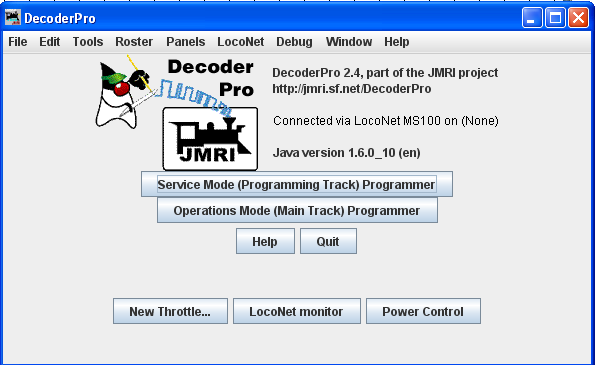 DecoderPro
File Edit Tools Roster Panels LocoNet Debug Window Help
Decoder
Pro
JMRI
DecoderPro 2.4, part of the JMRI project
http://jmri.sf.net/DecoderPro
Connected via LocoNet MS100 on (None)
Java version 1.6.0_10 (en)
Service Mode (Programming Track) Programmer
Operations Mode (Main Track) Programmer
Help Quit
New Throttle... LocoNet monitor Power Control